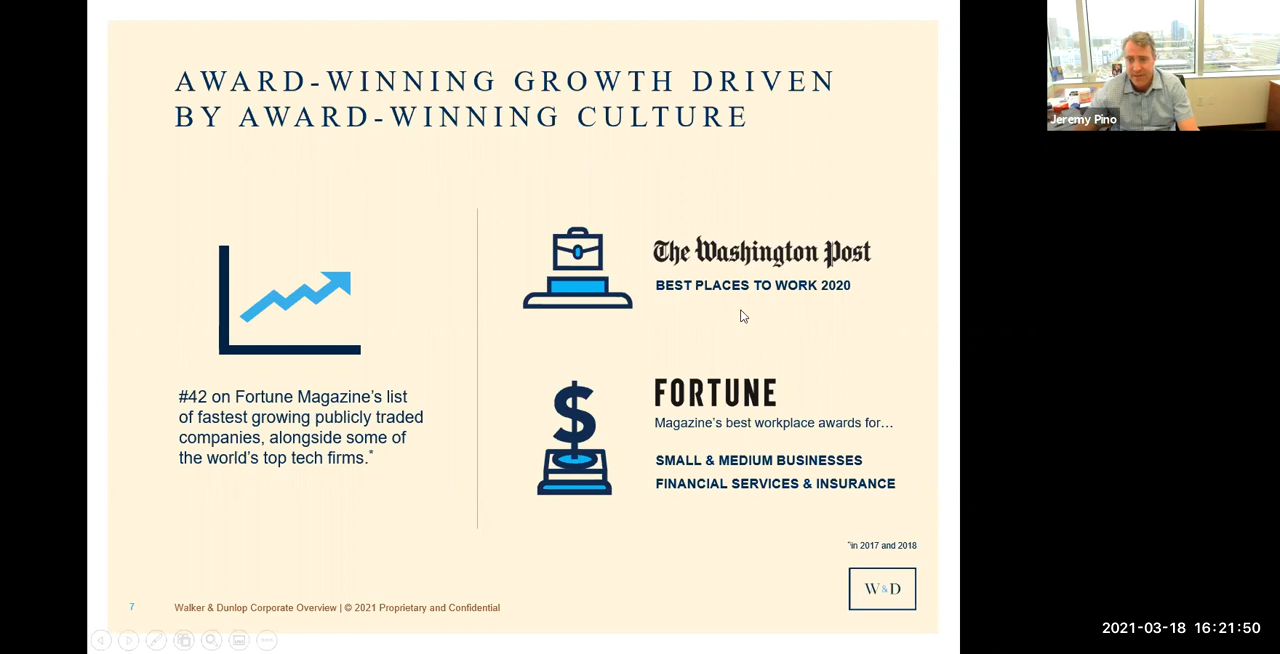 AWARD-WINNING GROWTH DRIVEN
BY AWARD-WINNING CULTURE
#42 on Fortune Magazine's list
of fastest growing publicly traded
companies, alongside some of
the world's top tech firms.*
The Washington Post
BEST PLACES TO WORK 2020
FORTUNE
Magazine's best workplace awards for…
SMALL & MEDIUM BUSINESSES
FINANCIAL SERVICES & INSURANCE
*in 2017 and 2018
W&D
7
Walker & Dunlop Corporate Overview | © 2021 Proprietary and Confidential
Jeremy Pino
2021-03-18 16:21:50